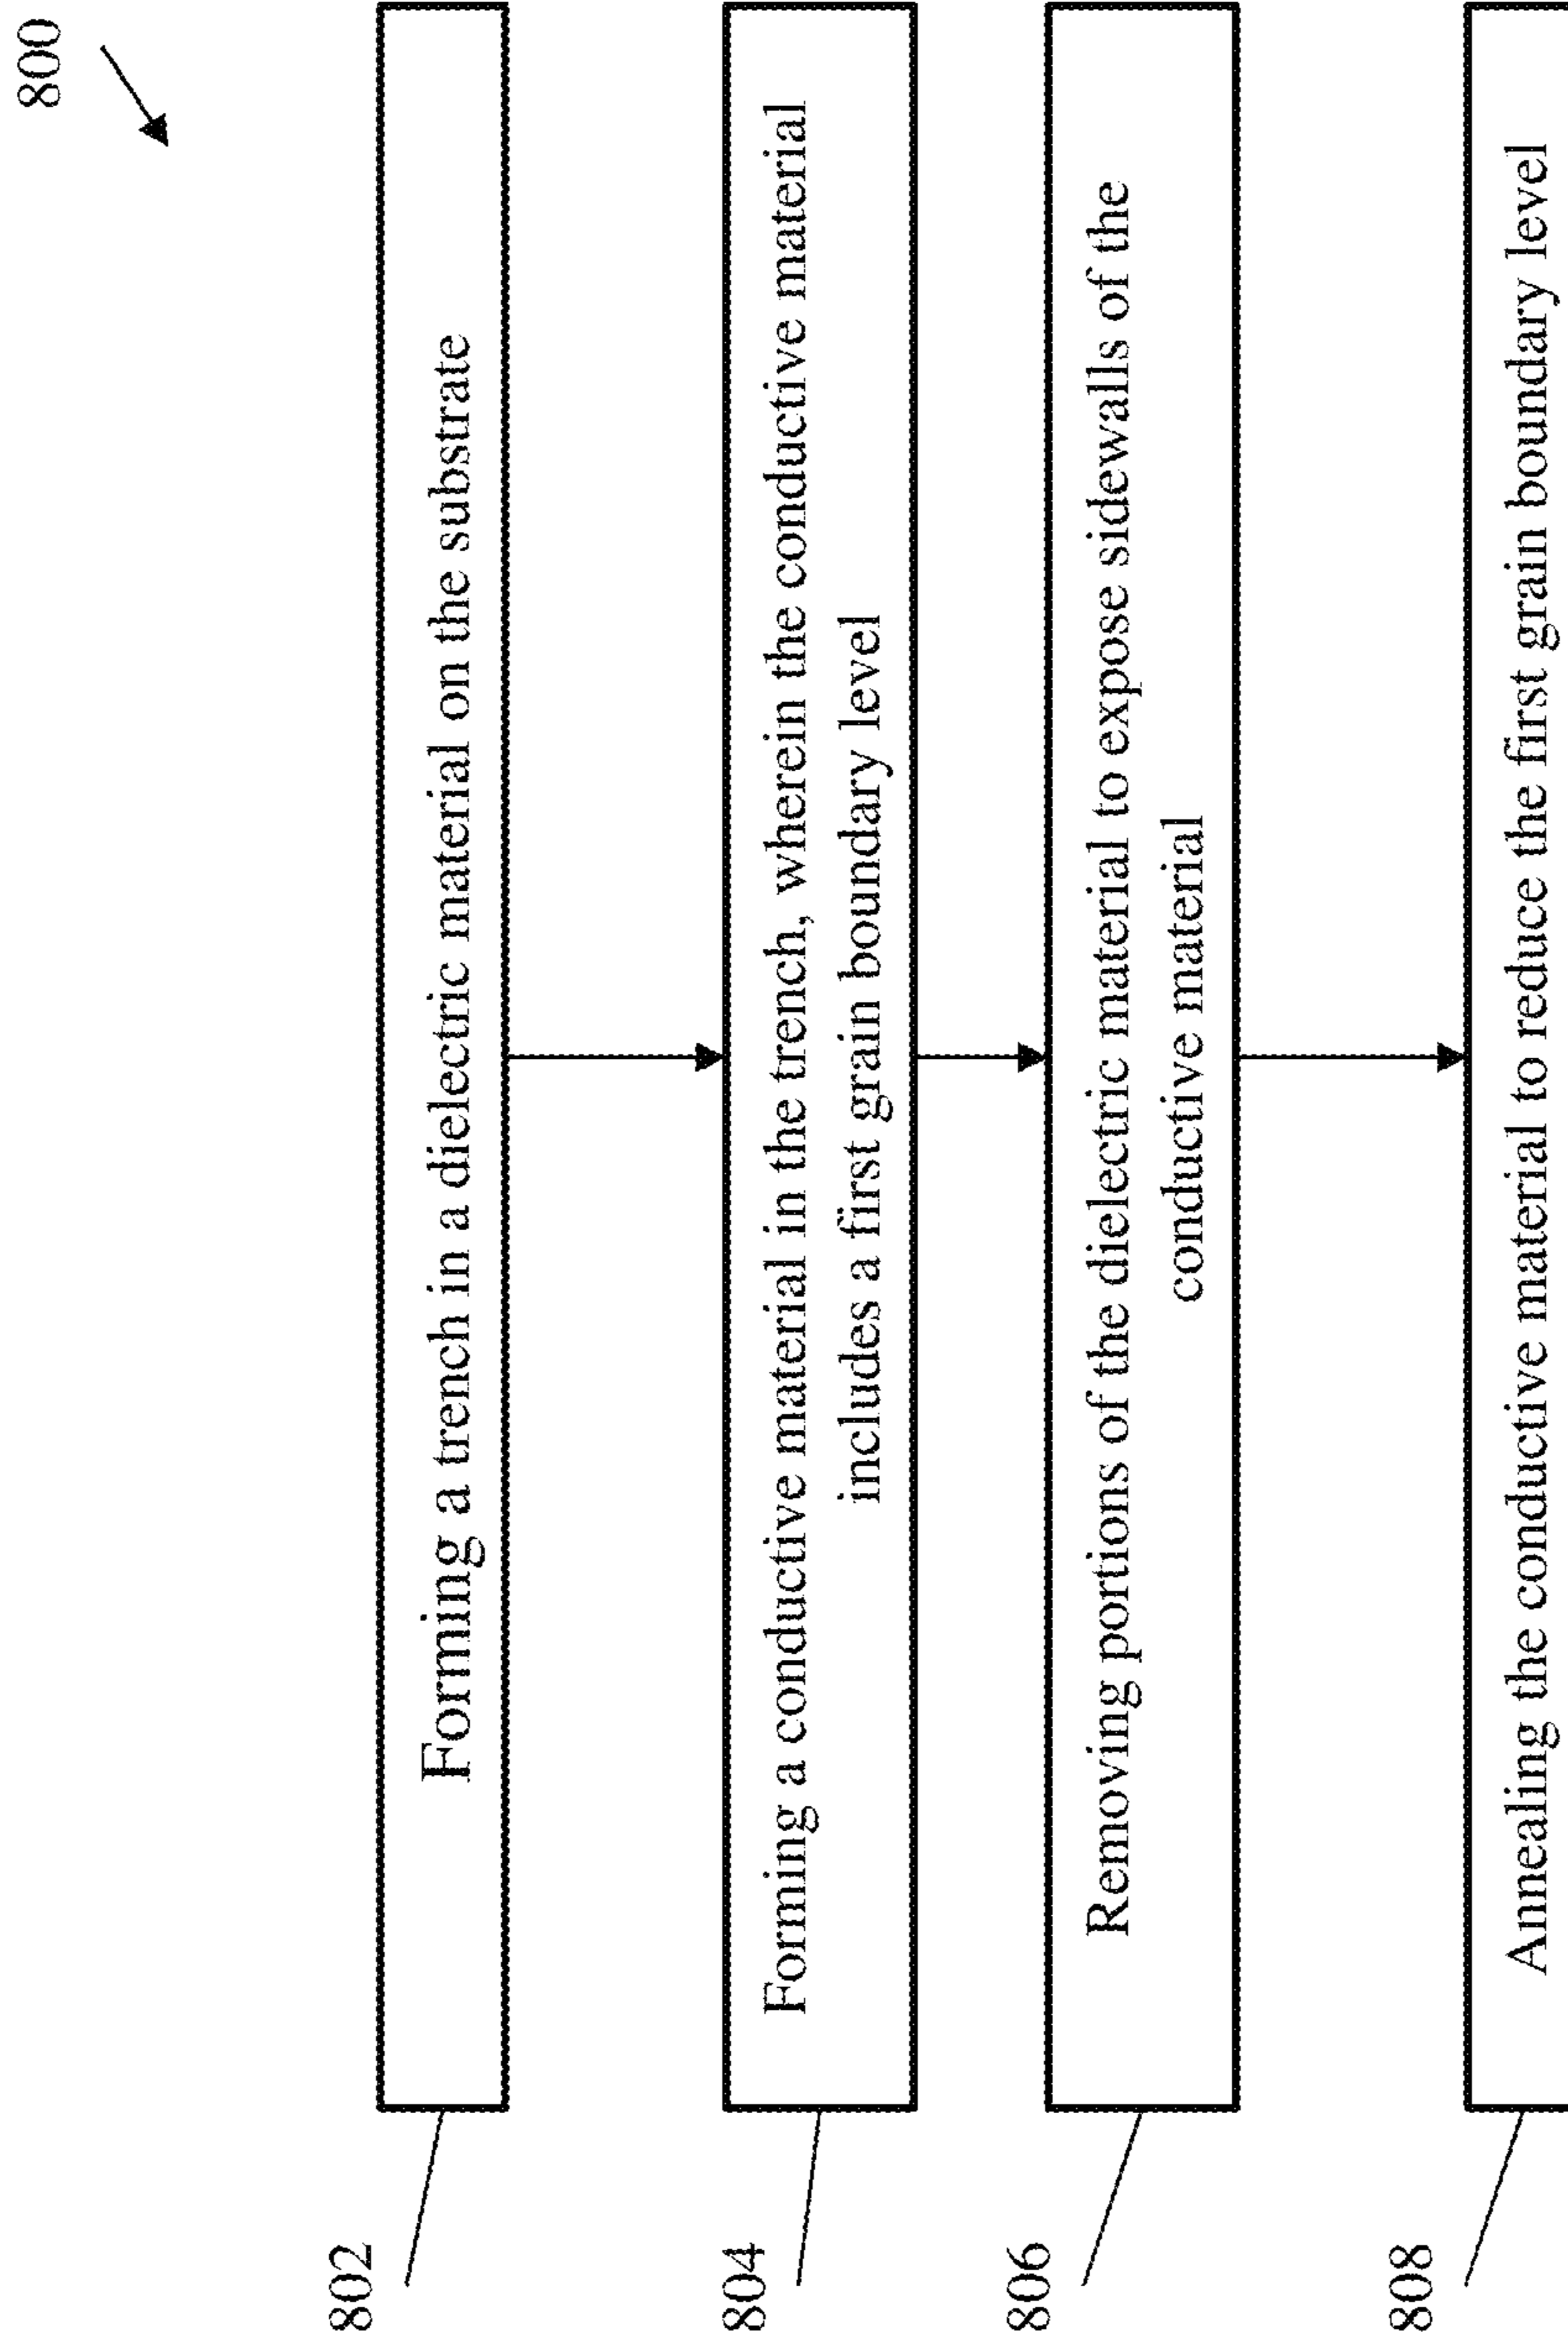 800
802
Forming a trench in a dielectric material on the substrate
804
Forming a conductive material in the trench, wherein the conductive material
includes a first grain boundary level
806
Removing portions of the dielectric material to expose sidewalls of the
conductive material
808
Annealing the conductive material to reduce the first grain boundary level